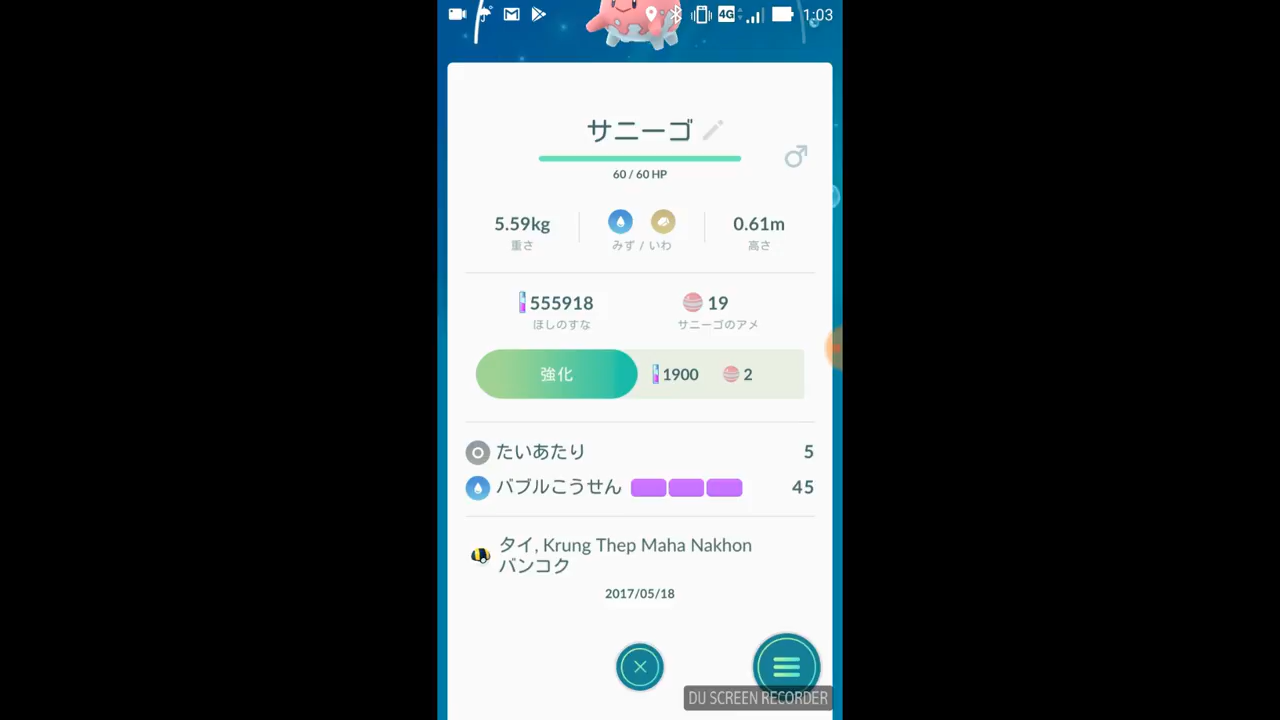 4G 1:03
サニーゴ
60 / 60 HP
5.59kg 0.61m
重さ みず / いわ 高さ
555918 19
ほしのすな サニーゴのアメ
強化 1900 2
たいあたり 5
バブルこうせん 45
タイ, Krung Thep Maha Nakhon
バンコク
2017/05/18
DU SCREEN RECORDER